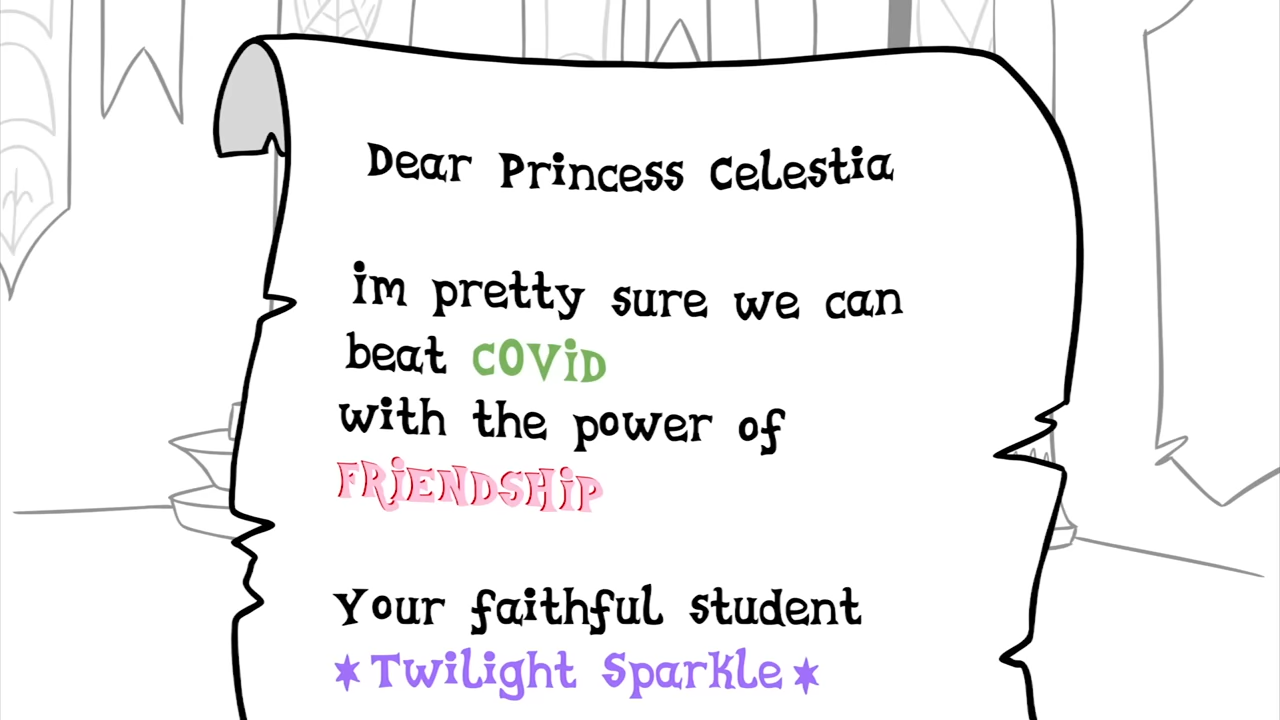 Dear Princess Celestia
im pretty sure we can
beat COViD
with the power of
FRiENDSHiP
Your faithful student
✶Twilight Sparkle✶